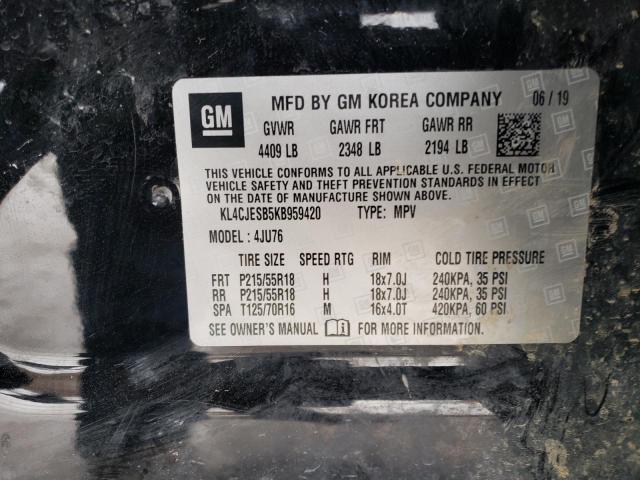 GM MFD BY GM KOREA COMPANY 06/19
GVWR GAWR FRT GAWR RR
4409 LB 2348 LB 2194 LB
THIS VEHICLE CONFORMS TO ALL APPLICABLE U.S. FEDERAL MOTOR
VEHICLE SAFETY AND THEFT PREVENTION STANDARDS IN EFFECT
ON THE DATE OF MANUFACTURE SHOWN ABOVE.
KL4CJESB5KB959420 TYPE: MPV
MODEL: 4JU76
TIRE SIZE SPEED RTG RIM COLD TIRE PRESSURE
FRT P215/55R18 H 18x7.0J 240KPA, 35 PSI
RR P215/55R18 H 18x7.0J 240KPA, 35 PSI
SPA T125/70R16 M 16x4.0T 420KPA, 60 PSI
SEE OWNER'S MANUAL FOR MORE INFORMATION.